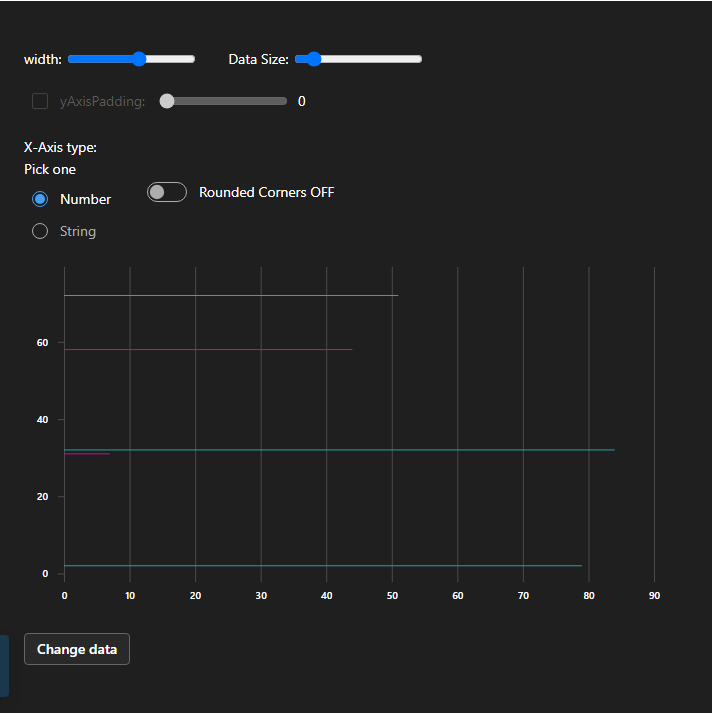 width: Data Size:
yAxisPadding: 0
X-Axis type:
Pick one
Number Rounded Corners OFF
String
60
40
20
0
0 10 20 30 40 50 60 70 80 90
Change data